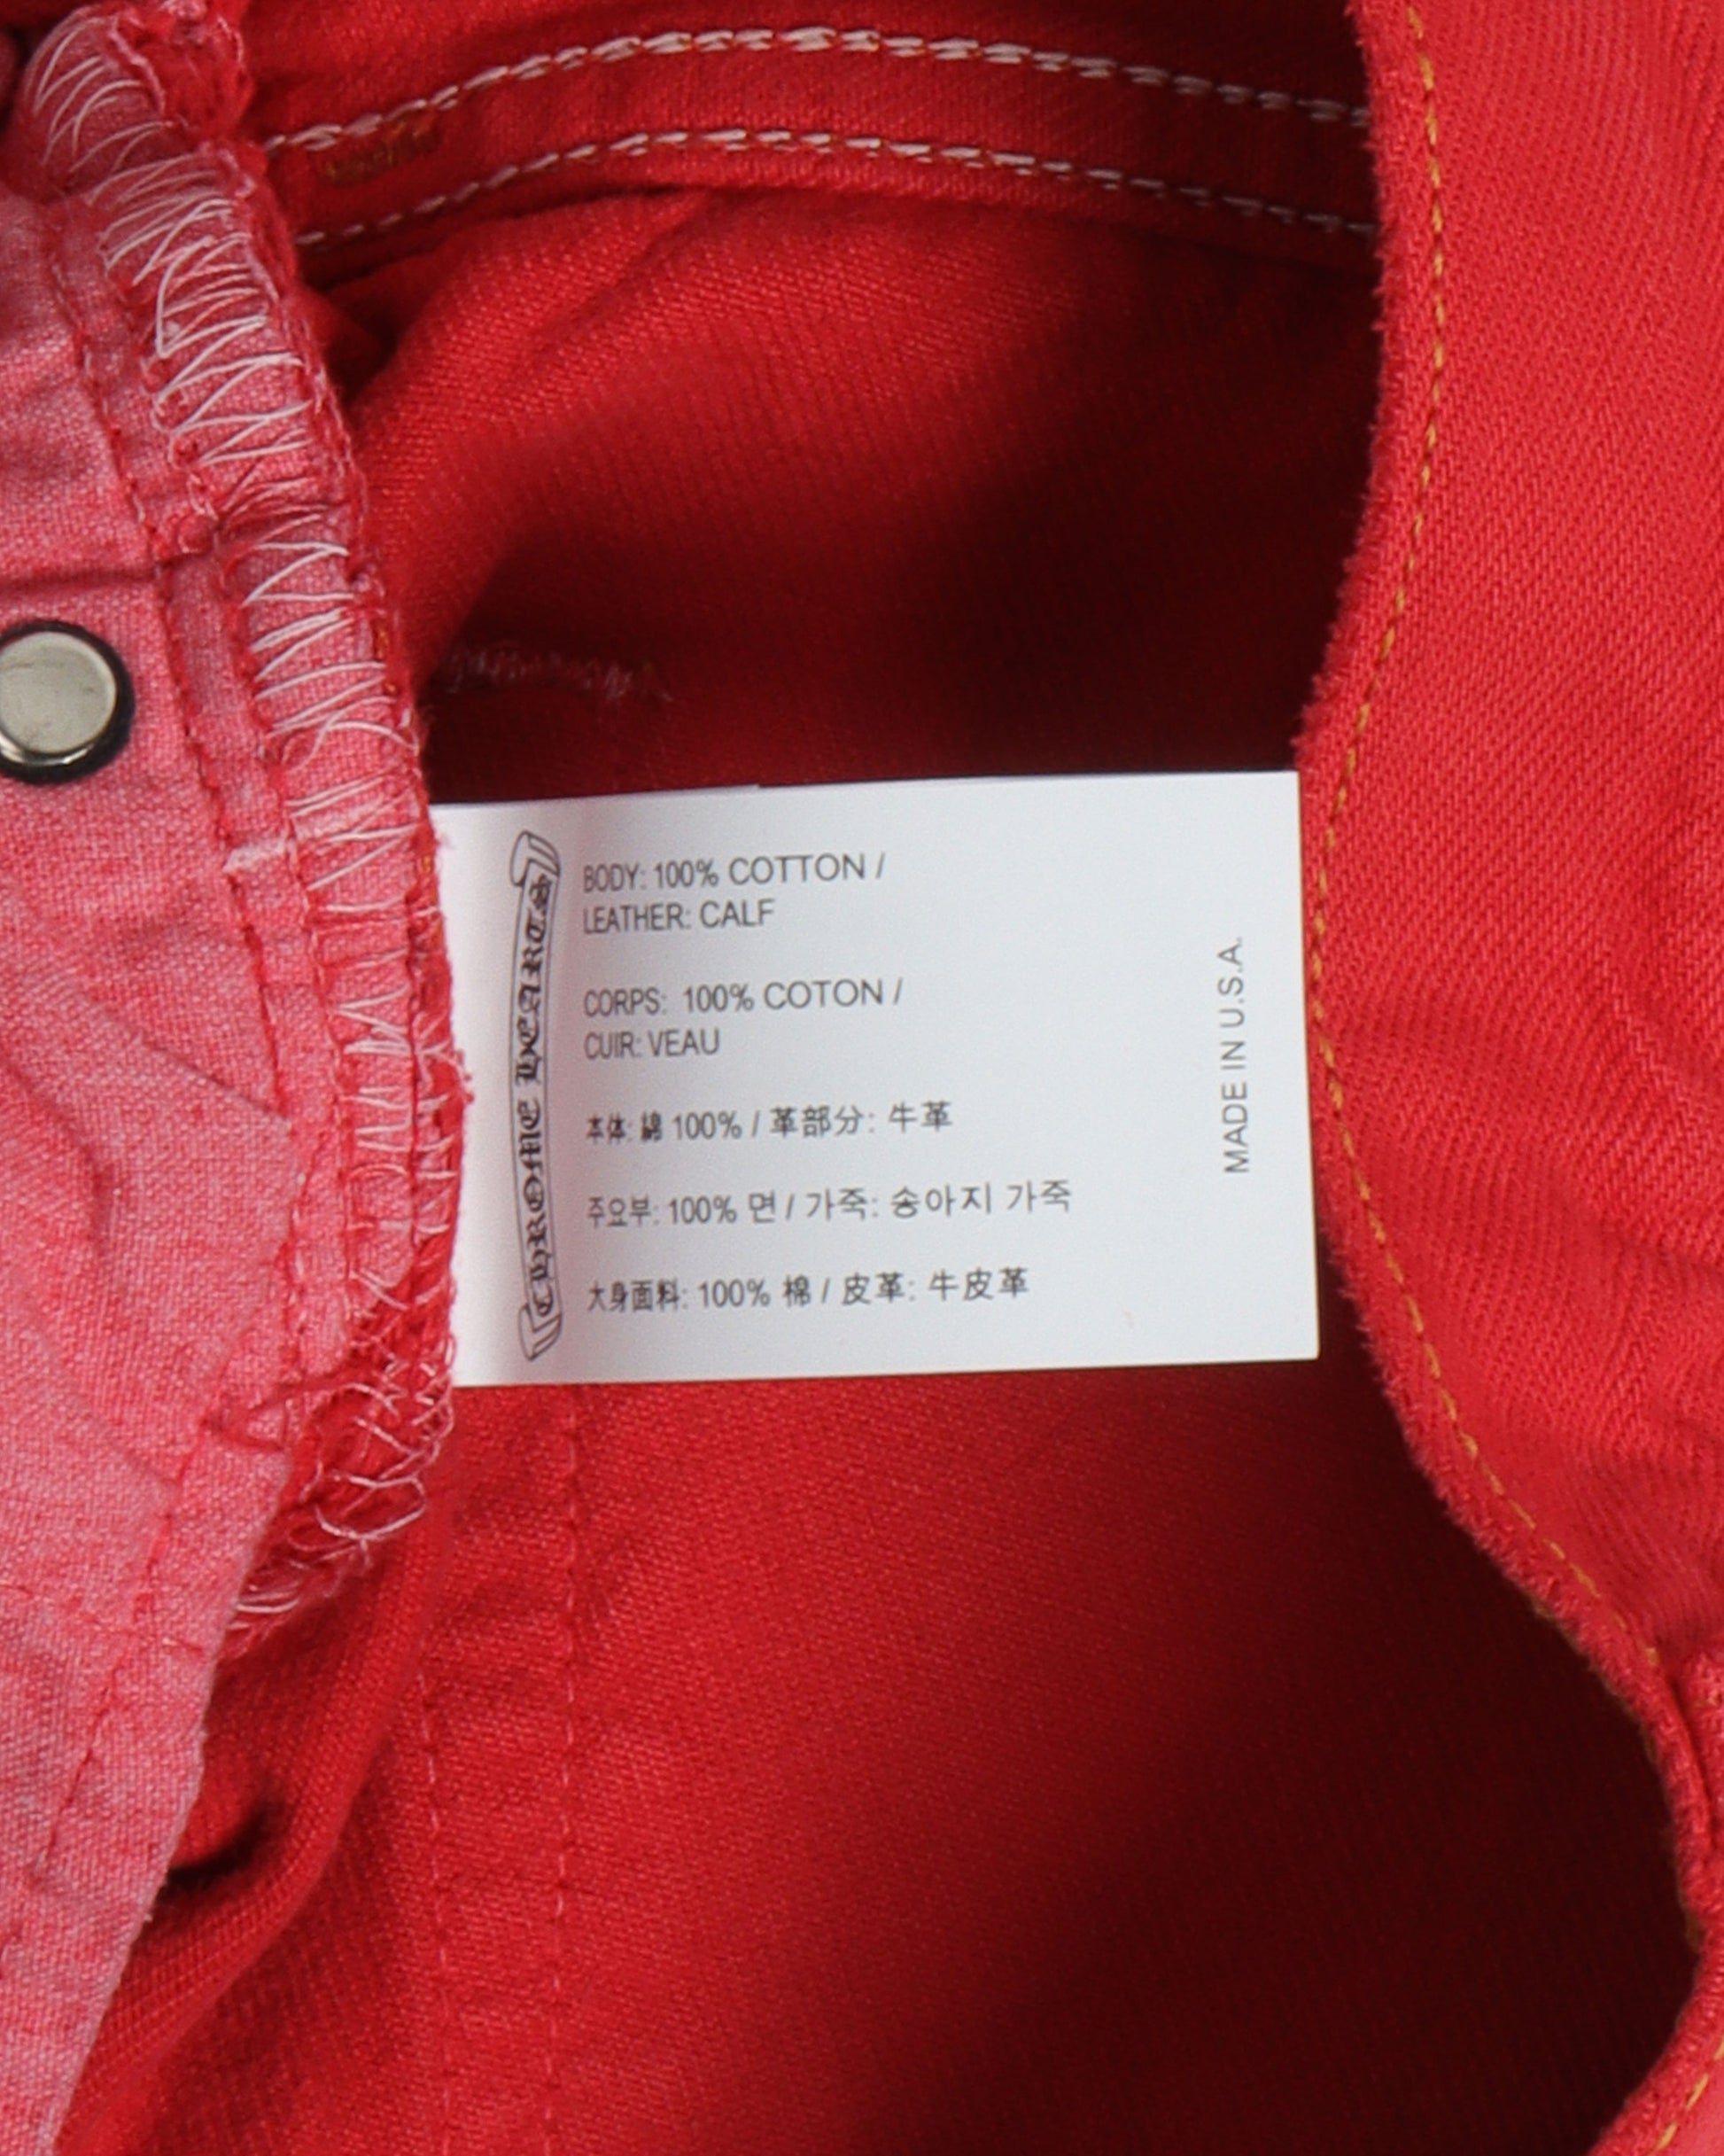 CHROME HEARTS
BODY: 100% COTTON /
LEATHER: CALF
CORPS: 100% COTON /
CUIR: VEAU
本体: 綿 100% / 革部分: 牛革
주요부: 100% 면 / 가죽: 송아지 가죽
大身面料: 100% 棉 / 皮革: 牛皮革
MADE IN U.S.A.